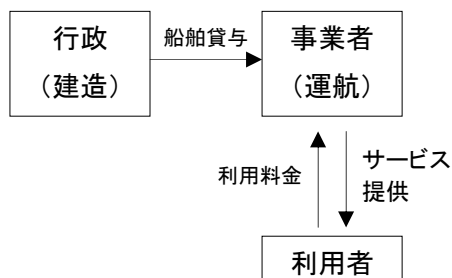 行政
（建造）
船舶貸与
事業者
（運航）
利用料金
サービス
提供
利用者